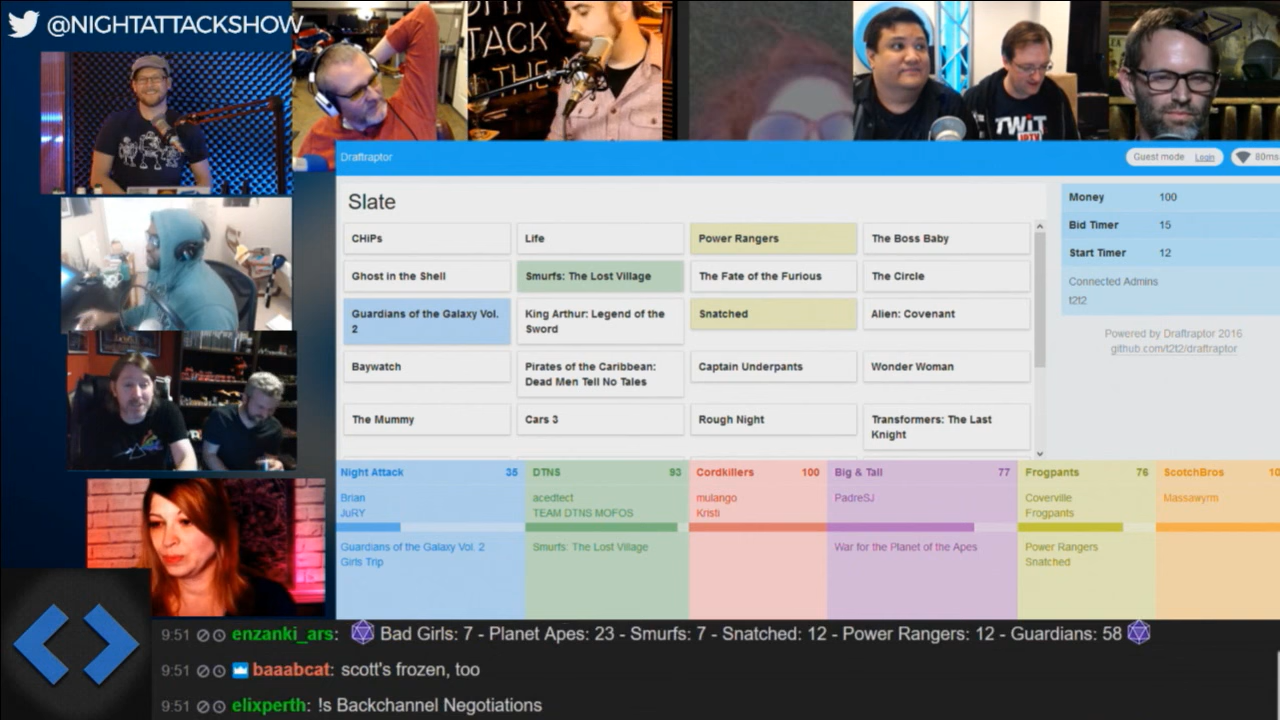 @NIGHTATTACKSHOW
TACK
THE
TWiT
Draftraptor
Guest mode Login
80ms
Slate
CHiPs
Life
Power Rangers
The Boss Baby
Ghost in the Shell
Smurfs: The Lost Village
The Fate of the Furious
The Circle
Guardians of the Galaxy Vol.
2
King Arthur: Legend of the
Sword
Snatched
Alien: Covenant
Baywatch
Pirates of the Caribbean:
Dead Men Tell No Tales
Captain Underpants
Wonder Woman
The Mummy
Cars 3
Rough Night
Transformers: The Last
Knight
Money 100
Bid Timer 15
Start Timer 12
Connected Admins
t2t2
Powered by Draftraptor 2016
github.com/t2t2/draftraptor
Night Attack 35
Brian
JuRY
Guardians of the Galaxy Vol. 2
Girls Trip
DTNS 93
acedtect
TEAM DTNS MOFOS
Smurfs: The Lost Village
Cordkillers 100
mulango
Kristi
Big & Tall 77
PadreSJ
War for the Planet of the Apes
Frogpants 76
Coverville
Frogpants
Power Rangers
Snatched
ScotchBros 10
Massawyrm
9:51 enzanki_ars: Bad Girls: 7 - Planet Apes: 23 - Smurfs: 7 - Snatched: 12 - Power Rangers: 12 - Guardians: 58
9:51 baaabcat: scott's frozen, too
9:51 elixperth: !s Backchannel Negotiations